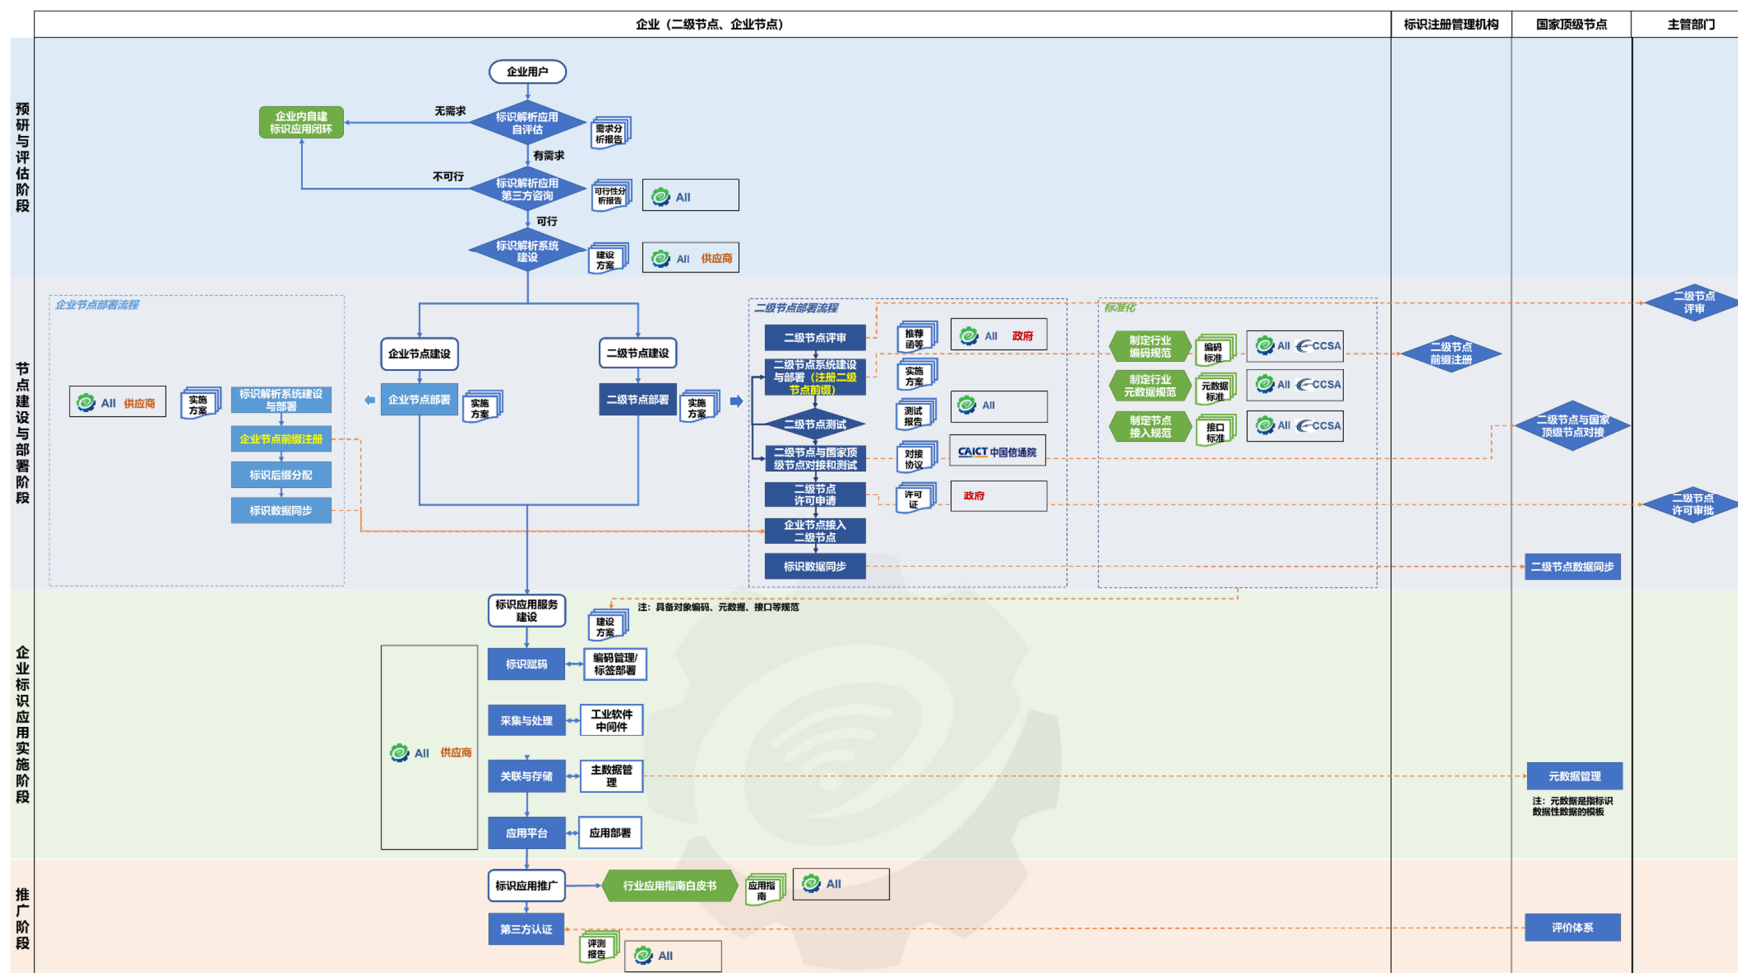 企业（二级节点、企业节点）
标识注册管理机构
国家顶级节点
主管部门
预研与评估阶段
企业用户
无需求
企业内自建
标识应用闭环
标识解析应用
自评估
需求分
析报告
有需求
不可行
标识解析应用
第三方咨询
可行性分
析报告
AII
可行
标识解析系统
建设
建设
方案
AII 供应商
节点建设与部署阶段
企业节点部署流程
AII 供应商
实施
方案
标识解析系统建设
与部署
企业节点前缀注册
标识后缀分配
标识数据同步
企业节点建设
企业节点部署
实施
方案
二级节点建设
二级节点部署
实施
方案
二级节点部署流程
二级节点评审
推荐
函等
AII 政府
二级节点系统建设
与部署（注册二级
节点前缀）
实施
方案
二级节点测试
测试
报告
AII
二级节点与国家顶
级节点对接和测试
对接
协议
CAICT 中国信通院
二级节点
许可申请
许可
证
政府
企业节点接入
二级节点
标识数据同步
标准化
制定行业
编码规范
编码
标准
AII CCSA
制定行业
元数据规范
元数据
标准
AII CCSA
制定节点
接入规范
接口
标准
AII CCSA
二级节点
前缀注册
二级节点
评审
二级节点与国家
顶级节点对接
二级节点
许可审批
二级节点数据同步
企业标识应用实施阶段
标识应用服务
建设
建设
方案
注：具备对象编码、元数据、接口等规范
标识赋码
编码管理/
标签部署
采集与处理
工业软件
中间件
AII 供应商
关联与存储
主数据管
理
元数据管理
注：元数据是指标识
数据性数据的模板
应用平台
应用部署
推广阶段
标识应用推广
行业应用指南白皮书
应用指
南
AII
第三方认证
评测
报告
AII
评价体系